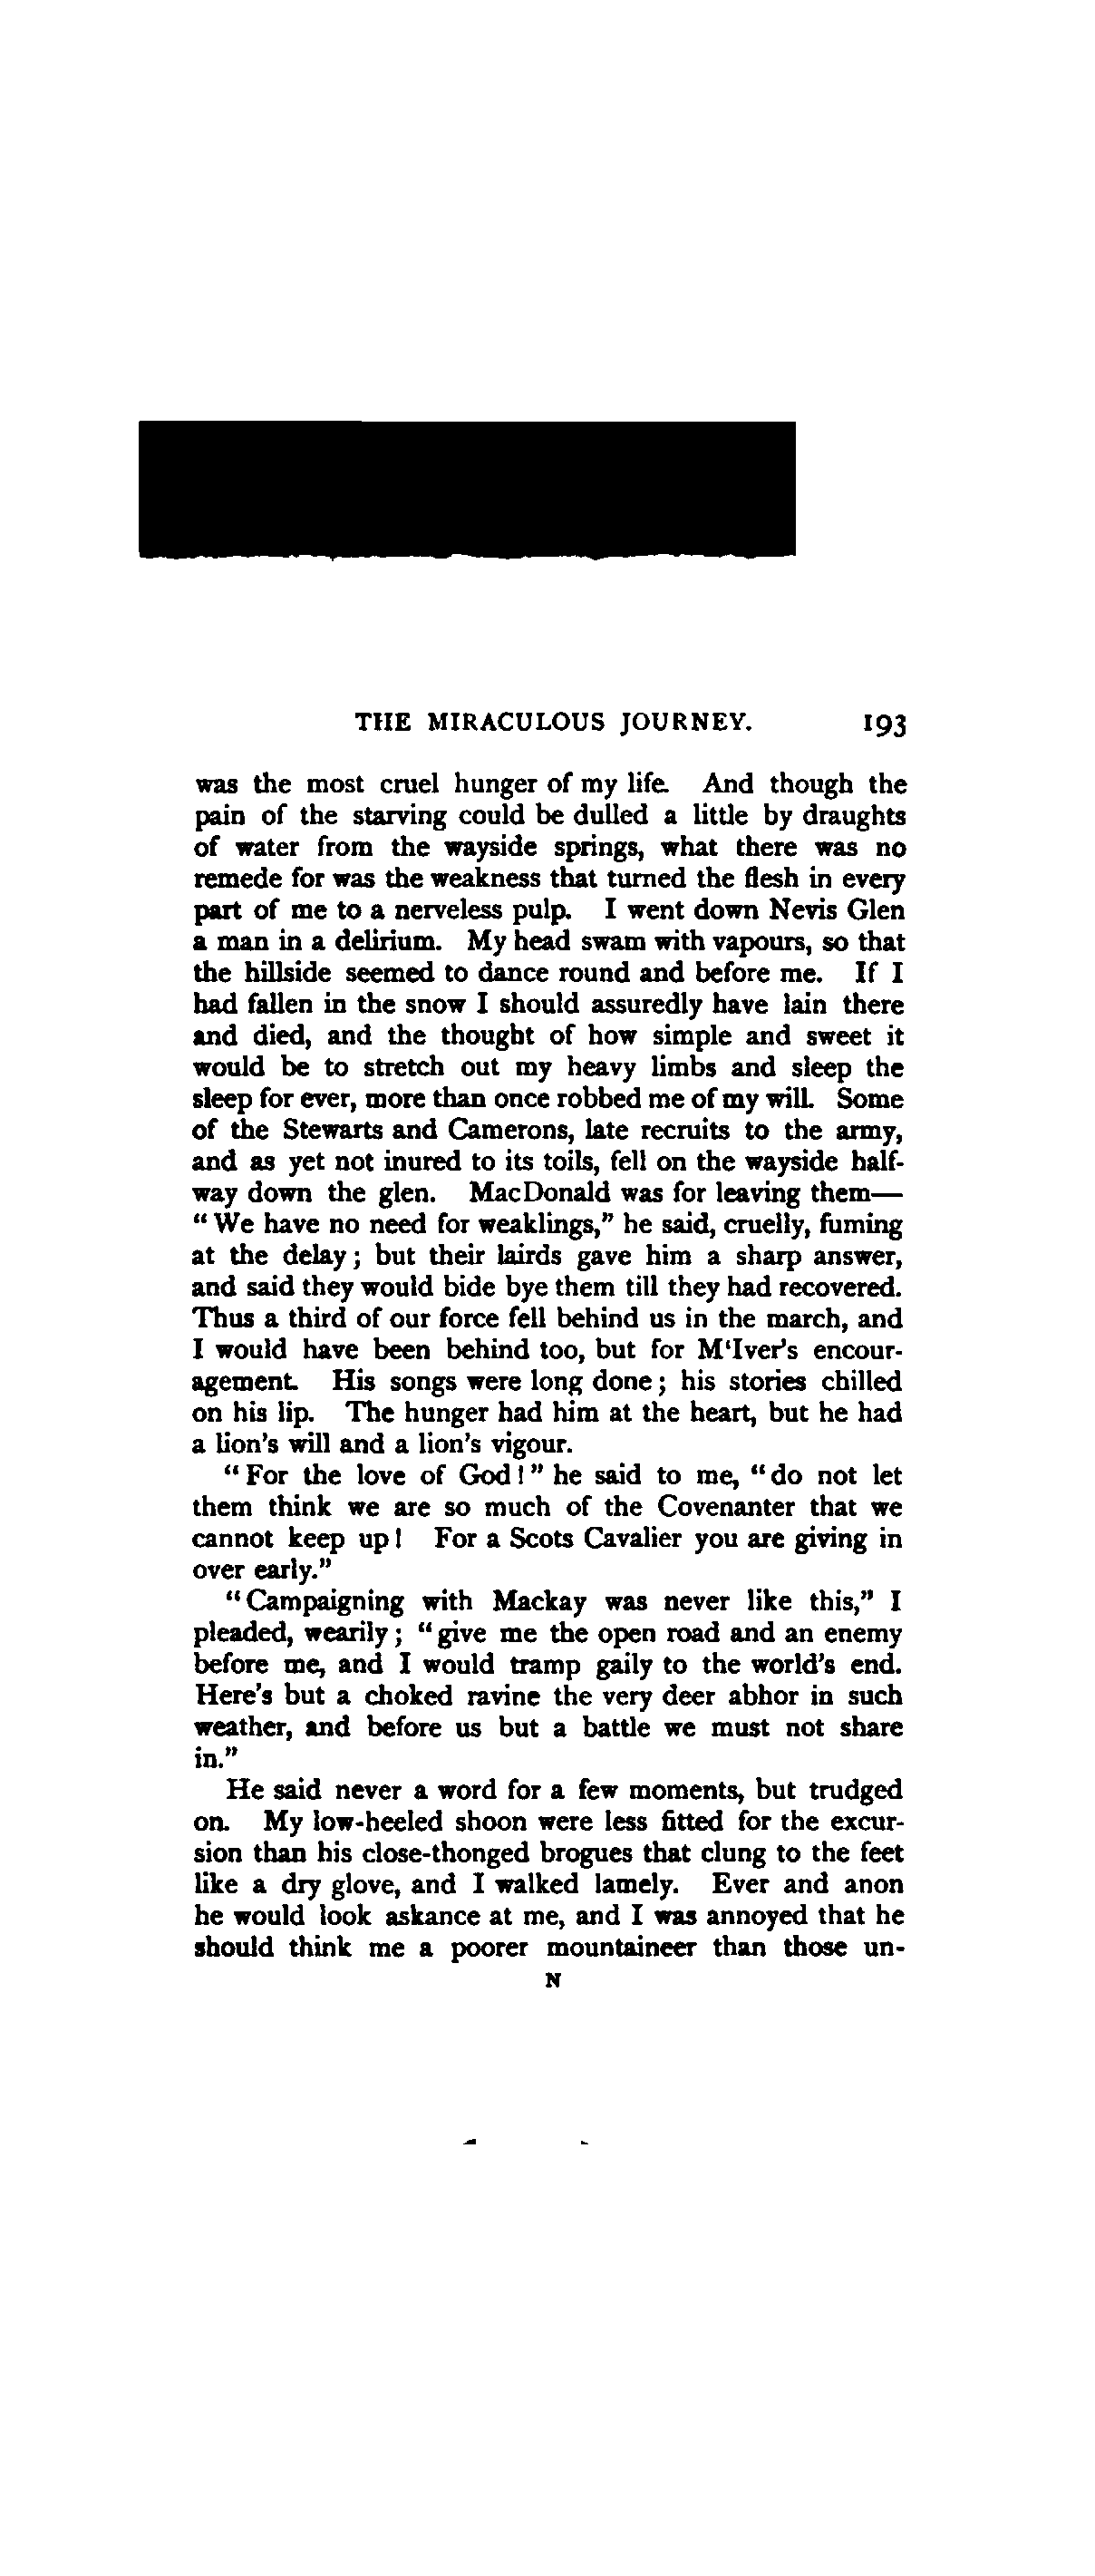 THE MIRACULOUS JOURNEY. 193
was the most cruel hunger of my life. And though the
pain of the starving could be dulled a little by draughts
of water from the wayside springs, what there was no
remede for was the weakness that turned the flesh in every
part of me to a nerveless pulp. I went down Nevis Glen
a man in a delirium. My head swam with vapours, so that
the hillside seemed to dance round and before me. If I
had fallen in the snow I should assuredly have lain there
and died, and the thought of how simple and sweet it
would be to stretch out my heavy limbs and sleep the
sleep for ever, more than once robbed me of my will. Some
of the Stewarts and Camerons, late recruits to the army,
and as yet not inured to its toils, fell on the wayside half-
way down the glen. MacDonald was for leaving them—
"We have no need for weaklings," he said, cruelly, fuming
at the delay; but their lairds gave him a sharp answer,
and said they would bide bye them till they had recovered.
Thus a third of our force fell behind us in the march, and
I would have been behind too, but for M'Iver's encour-
agement. His songs were long done; his stories chilled
on his lip. The hunger had him at the heart, but he had
a lion's will and a lion's vigour.
"For the love of God!" he said to me, "do not let
them think we are so much of the Covenanter that we
cannot keep up! For a Scots Cavalier you are giving in
over early."
"Campaigning with Mackay was never like this," I
pleaded, wearily; "give me the open road and an enemy
before me, and I would tramp gaily to the world's end.
Here's but a choked ravine the very deer abhor in such
weather, and before us but a battle we must not share
in."
He said never a word for a few moments, but trudged
on. My low-heeled shoon were less fitted for the excur-
sion than his close-thonged brogues that clung to the feet
like a dry glove, and I walked lamely. Ever and anon
he would look askance at me, and I was annoyed that he
should think me a poorer mountaineer than those un-
N